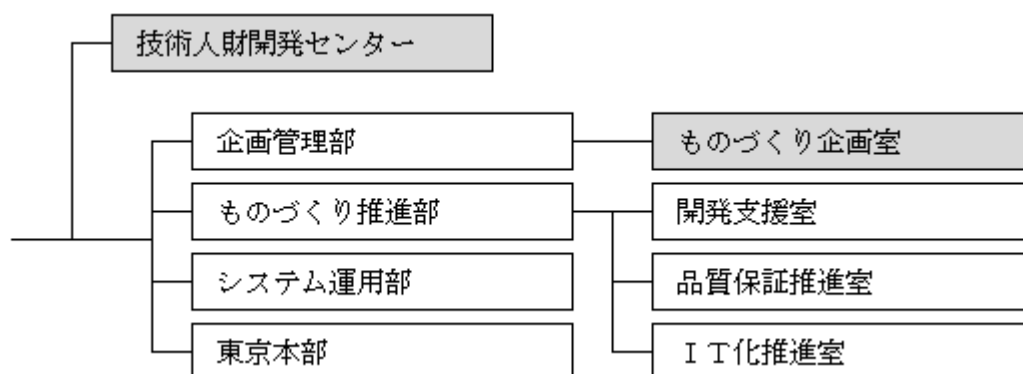 技術人財開発センター
企画管理部
ものづくり企画室
ものづくり推進部
開発支援室
システム運用部
品質保証推進室
東京本部
ＩＴ化推進室